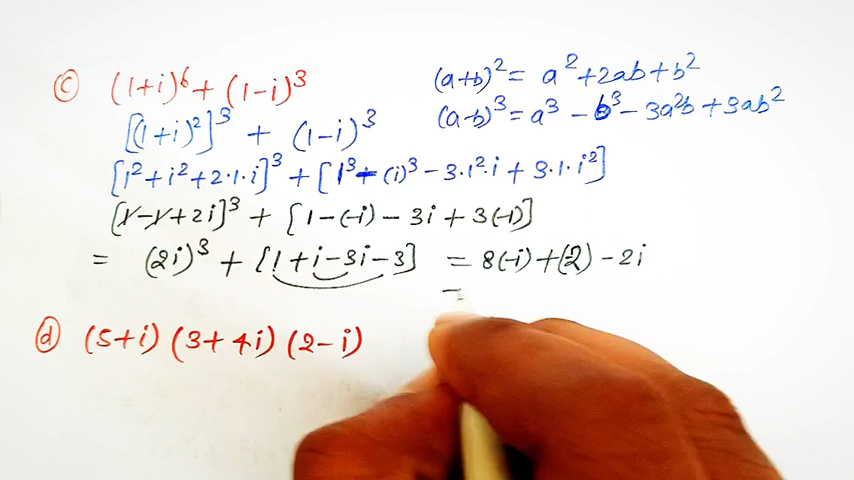 (c) (1+i)⁶ + (1-i)³
(a+b)² = a² + 2ab + b²
(a-b)³ = a³ - b³ - 3a²b + 3ab²
[(1+i)²]³ + (1-i)³
[1² + i² + 2·1·i]³ + [1³ - (i)³ - 3·1²·i + 3·1·i²]
[1 - 1 + 2i]³ + [1 - (-i) - 3i + 3(-1)]
= (2i)³ + [1 + i - 3i - 3] = 8(-i) + (-2) - 2i
=
(d) (5+i) (3+4i) (2-i)